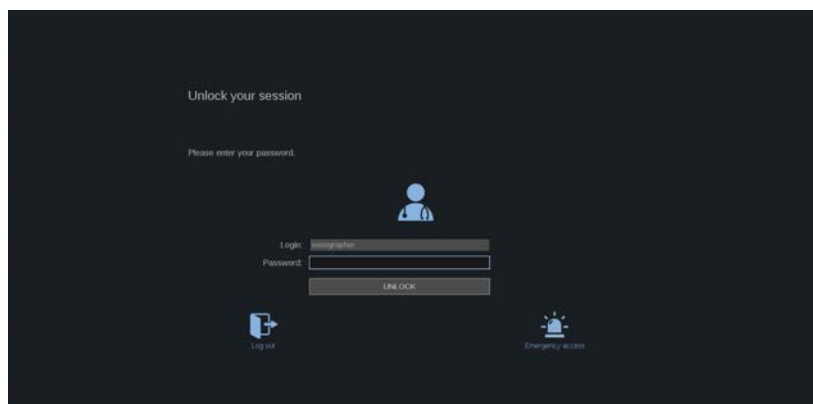 Unlock your session
Please enter your password.
Login: sonographer
Password:
UNLOCK
Log out
Emergency access